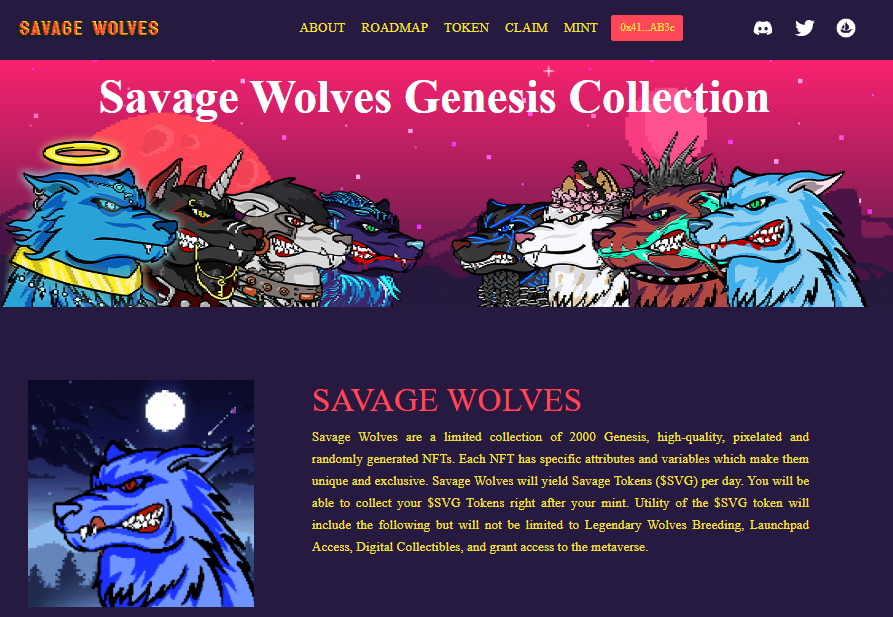 SAVAGE WOLVES
ABOUT ROADMAP TOKEN CLAIM MINT 0x41...AB3c
Savage Wolves Genesis Collection
SAVAGE WOLVES
Savage Wolves are a limited collection of 2000 Genesis, high-quality, pixelated and
randomly generated NFTs. Each NFT has specific attributes and variables which make them
unique and exclusive. Savage Wolves will yield Savage Tokens ($SVG) per day. You will be
able to collect your $SVG Tokens right after your mint. Utility of the $SVG token will
include the following but will not be limited to Legendary Wolves Breeding, Launchpad
Access, Digital Collectibles, and grant access to the metaverse.